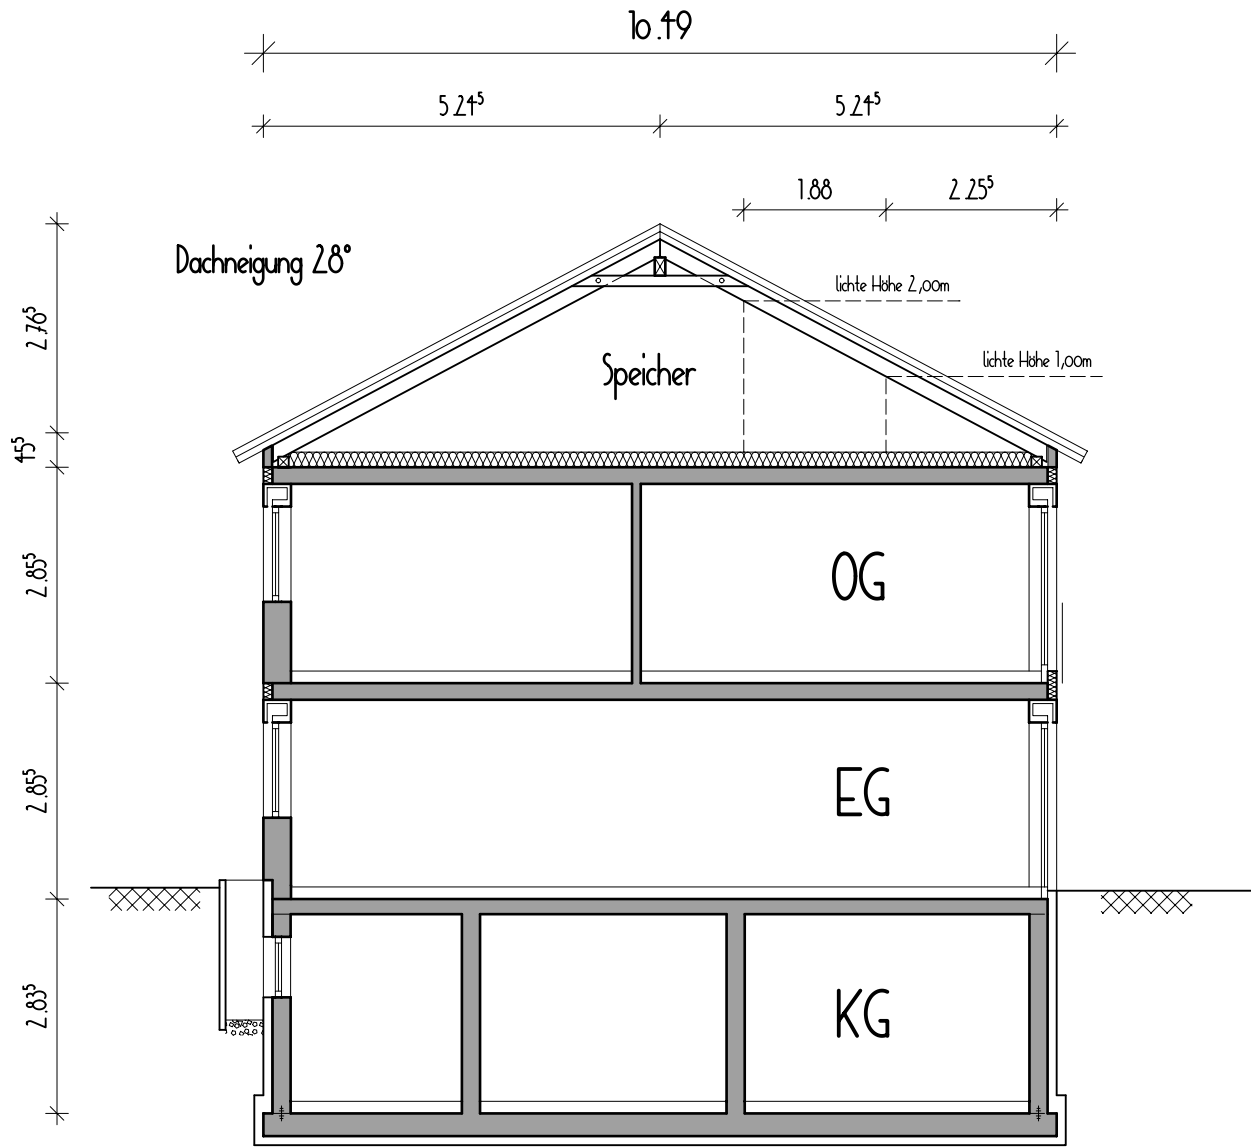 10.49
5.24⁵ 5.24⁵
1.88 2.25⁵
Dachneigung 28°
lichte Höhe 2,00m
2.76⁵
lichte Höhe 1,00m
Speicher
45⁵
2.85⁵
OG
2.85⁵
EG
2.83⁵
KG